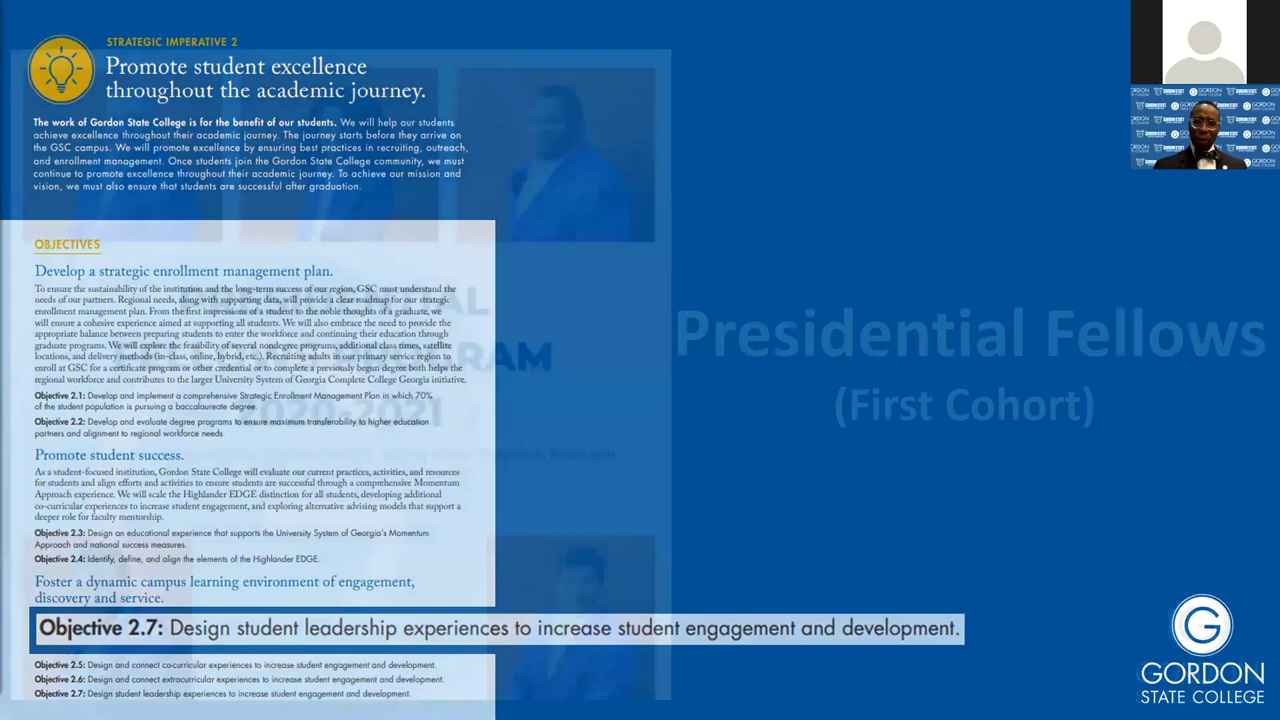 STRATEGIC IMPERATIVE 2
Promote student excellence
throughout the academic journey.
The work of Gordon State College is for the benefit of our students. We will help our students
achieve excellence throughout their academic journey. The journey starts before they arrive on
the GSC campus. We will promote excellence by ensuring best practices in recruiting, outreach,
and enrollment management. Once students join the Gordon State College community, we must
continue to promote excellence throughout their academic journey. To achieve our mission and
vision, we must also ensure that students are successful after graduation.
OBJECTIVES
Develop a strategic enrollment management plan.
To ensure the sustainability of the institution and the long-term success of our region, GSC must understand the
needs of our partners. Regional needs, along with supporting data, will provide a clear roadmap for our strategic
enrollment management plan. From the first impressions of a student to the noble thoughts of a graduate, we
will ensure a cohesive experience aimed at supporting all students. We will also embrace the need to provide the
appropriate balance between preparing students to enter the workforce and continuing their education through
graduate programs. We will explore the feasibility of several nondegree programs, additional class times, satellite
locations, and delivery methods (in-class, online, hybrid, etc.). Recruiting adults in our primary service region to
enroll at GSC for a certificate program or other credential or to complete a previously begun degree both helps the
regional workforce and contributes to the larger University System of Georgia Complete College Georgia initiative.
Objective 2.1: Develop and implement a comprehensive Strategic Enrollment Management Plan in which 70%
of the student population is pursuing a baccalaureate degree.
Objective 2.2: Develop and evaluate degree programs to ensure maximum transferability to higher education
partners and alignment to regional workforce needs.
Promote student success.
As a student-focused institution, Gordon State College will evaluate our current practices, activities, and resources
for students and align efforts and activities to ensure students are successful through a comprehensive Momentum
Approach experience. We will scale the Highlander EDGE distinction for all students, developing additional
co-curricular experiences to increase student engagement, and exploring alternative advising models that support a
deeper role for faculty mentorship.
Objective 2.3: Design an educational experience that supports the University System of Georgia's Momentum
Approach and national success measures.
Objective 2.4: Identify, define, and align the elements of the Highlander EDGE.
Foster a dynamic campus learning environment of engagement,
discovery and service.
Objective 2.7: Design student leadership experiences to increase student engagement and development.
Objective 2.5: Design and connect co-curricular experiences to increase student engagement and development.
Objective 2.6: Design and connect extracurricular experiences to increase student engagement and development.
Objective 2.7: Design student leadership experiences to increase student engagement and development.
Presidential Fellows
(First Cohort)
G
GORDON
STATE COLLEGE